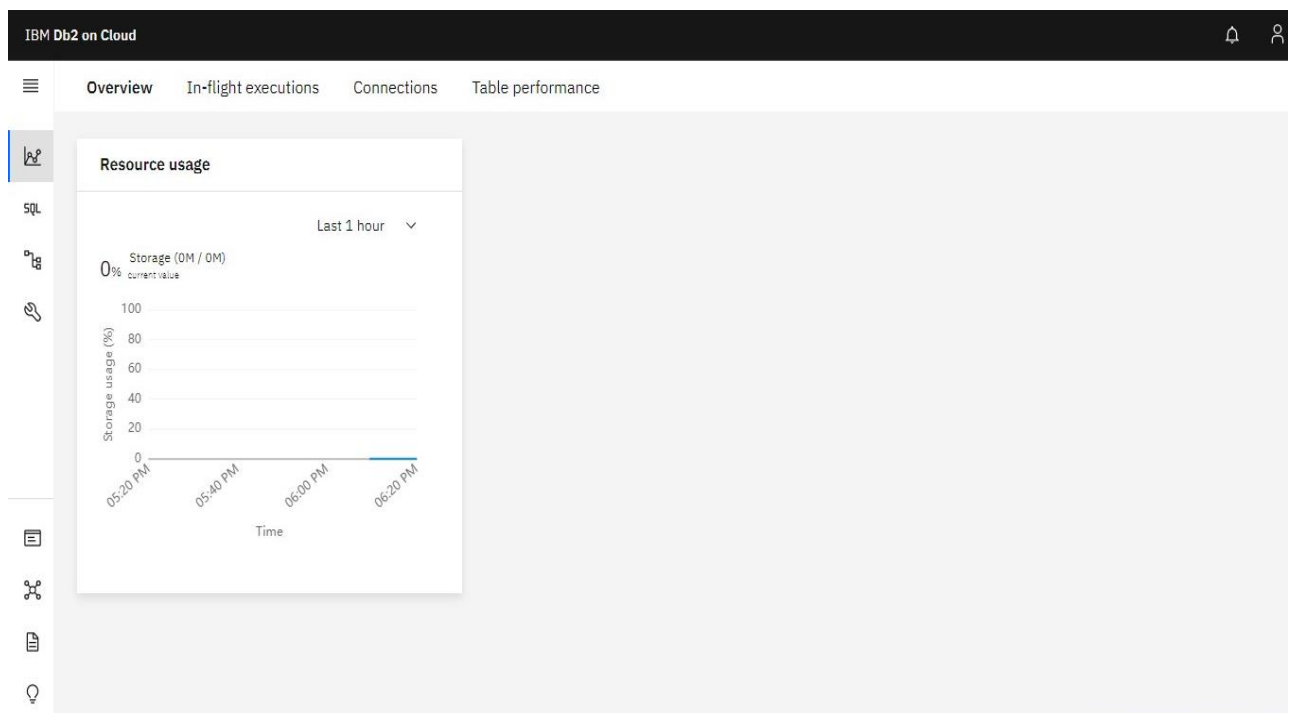 IBM Db2 on Cloud
Overview In-flight executions Connections Table performance
Resource usage
SQL
Last 1 hour
0% Storage (0M / 0M)
current value
100
80
60
40
20
0
Storage usage (%)
05:20 PM 05:40 PM 06:00 PM 06:20 PM
Time